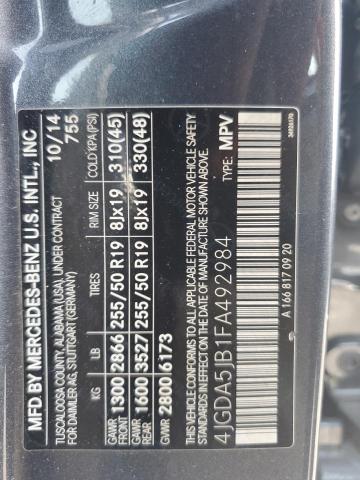 MFD. BY MERCEDES-BENZ U.S. INTL., INC
TUSCALOOSA COUNTY, ALABAMA (USA) UNDER CONTRACT
FOR DAIMLER AG, STUTTGART (GERMANY)
10/14
755
KG LB TIRES RIM SIZE COLD KPA(PSI)
GAWR FRONT 1300 2866 255/50 R19 8Jx19 310(45)
GAWR REAR 1600 3527 255/50 R19 8Jx19 330(48)
GVWR 2800 6173
THIS VEHICLE CONFORMS TO ALL APPLICABLE FEDERAL MOTOR VEHICLE SAFETY
STANDARDS IN EFFECT ON THE DATE OF MANUFACTURE SHOWN ABOVE.
4JGDA5JB1FA492984 TYPE: MPV
A 166 817 09 20